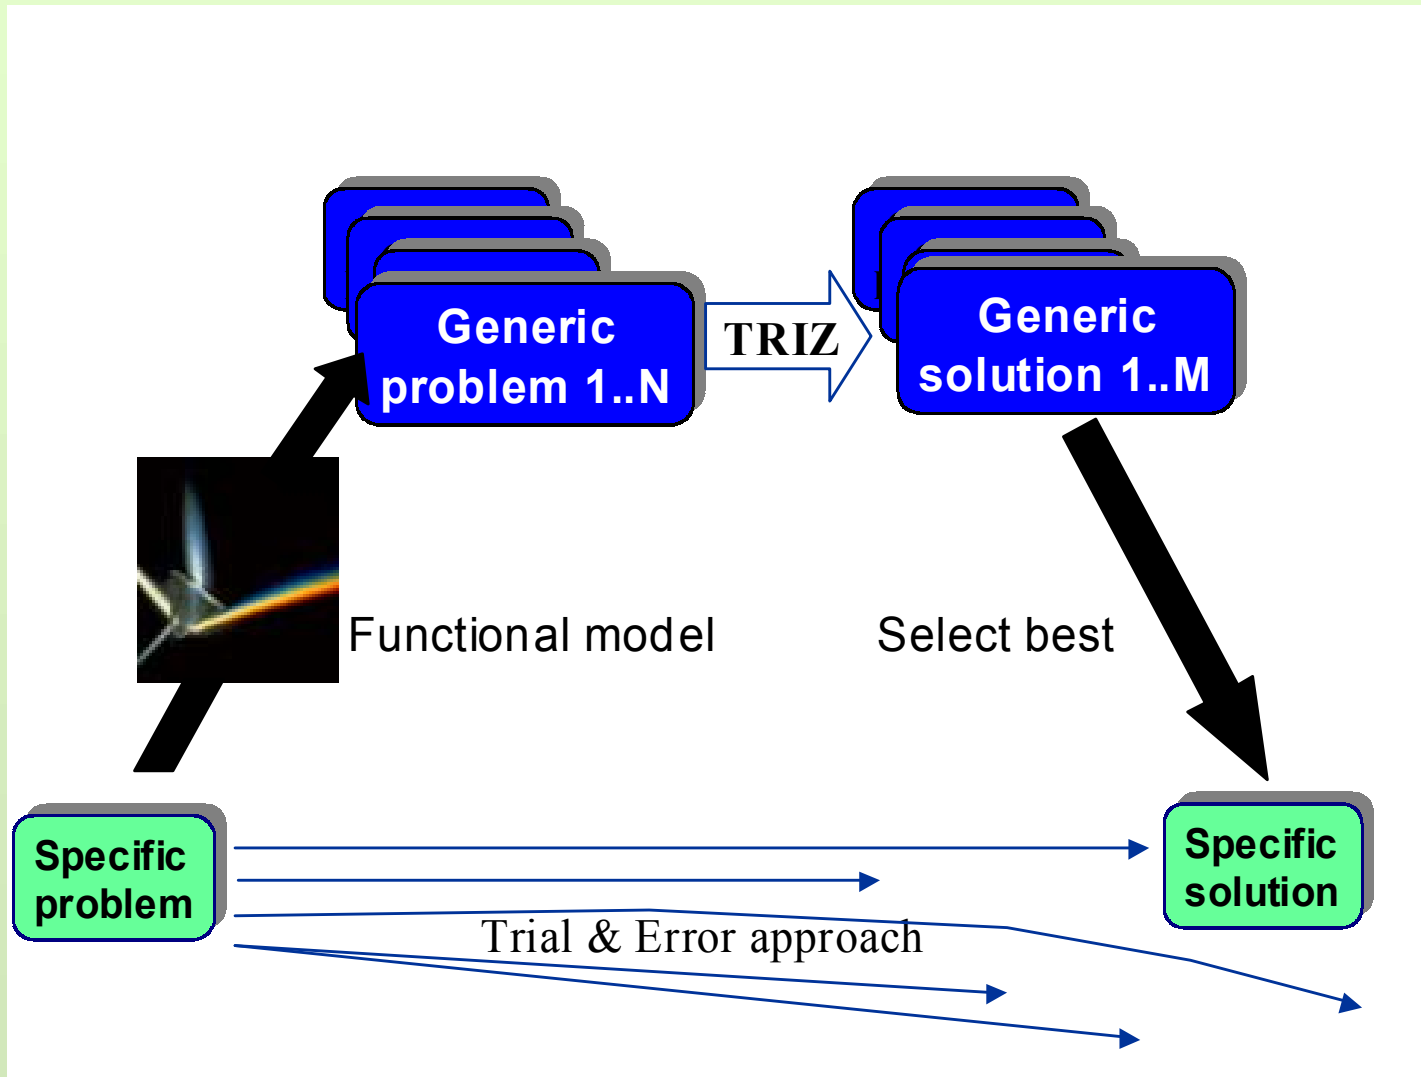 Generic
problem 1..N
TRIZ
Generic
solution 1..M
Functional model
Select best
Specific
problem
Trial & Error approach
Specific
solution